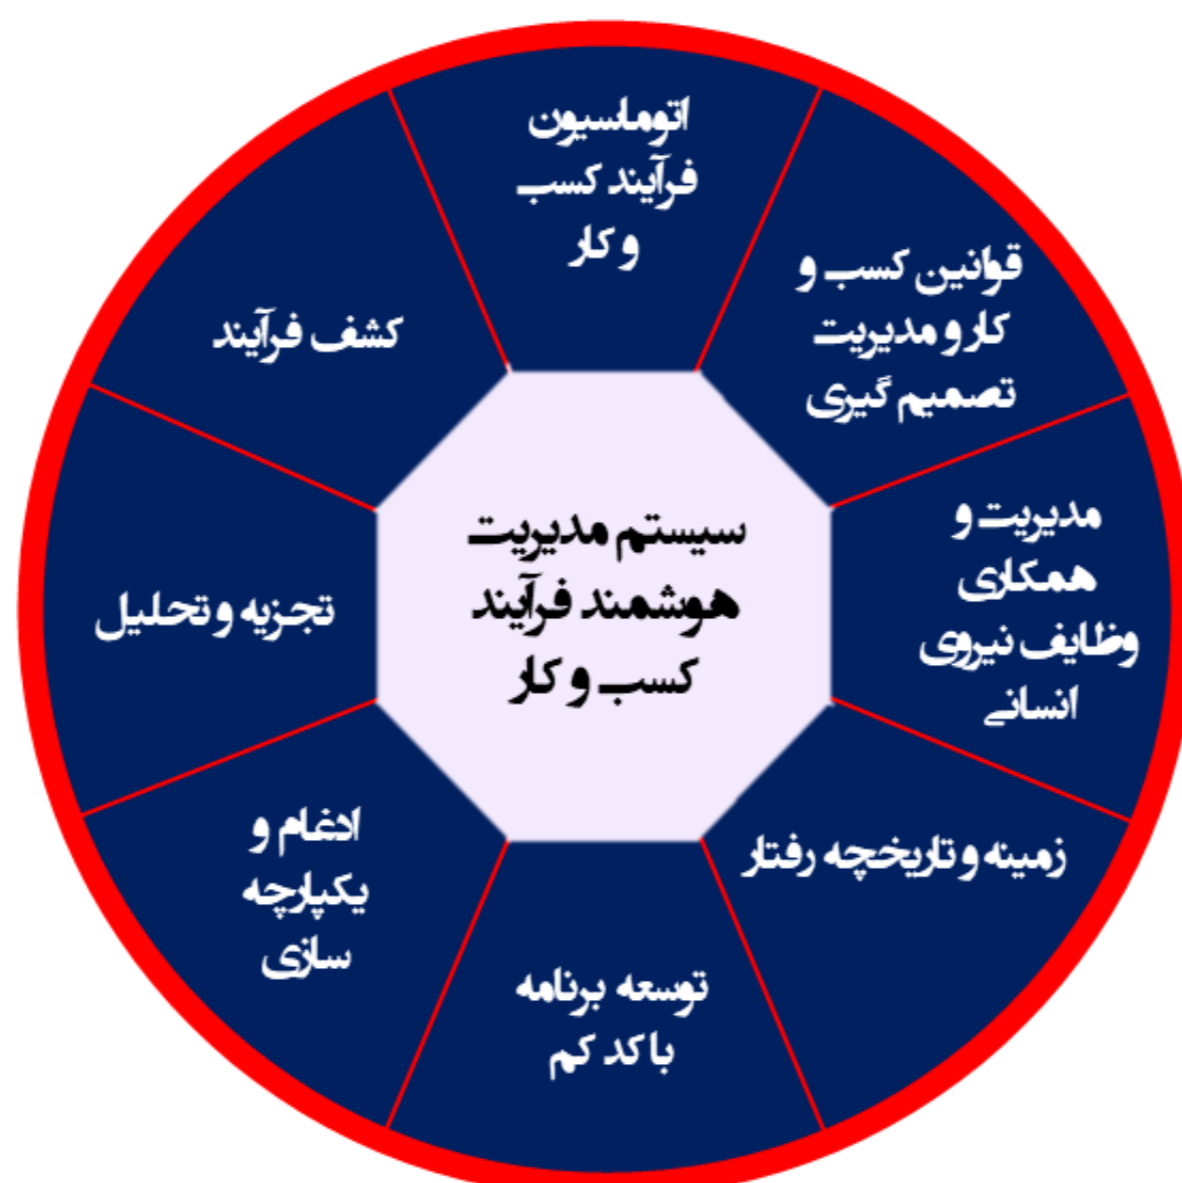 اتوماسیون
فرآیند کسب
و کار
قوانین کسب و
کار و مدیریت
تصمیم گیری
مدیریت و
همکاری
وظایف نیروی
انسانی
زمینه و تاریخچه رفتار
توسعه برنامه
با کد کم
ادغام و
یکپارچه
سازی
تجزیه و تحلیل
کشف فرآیند
سیستم مدیریت
هوشمند فرآیند
کسب و کار